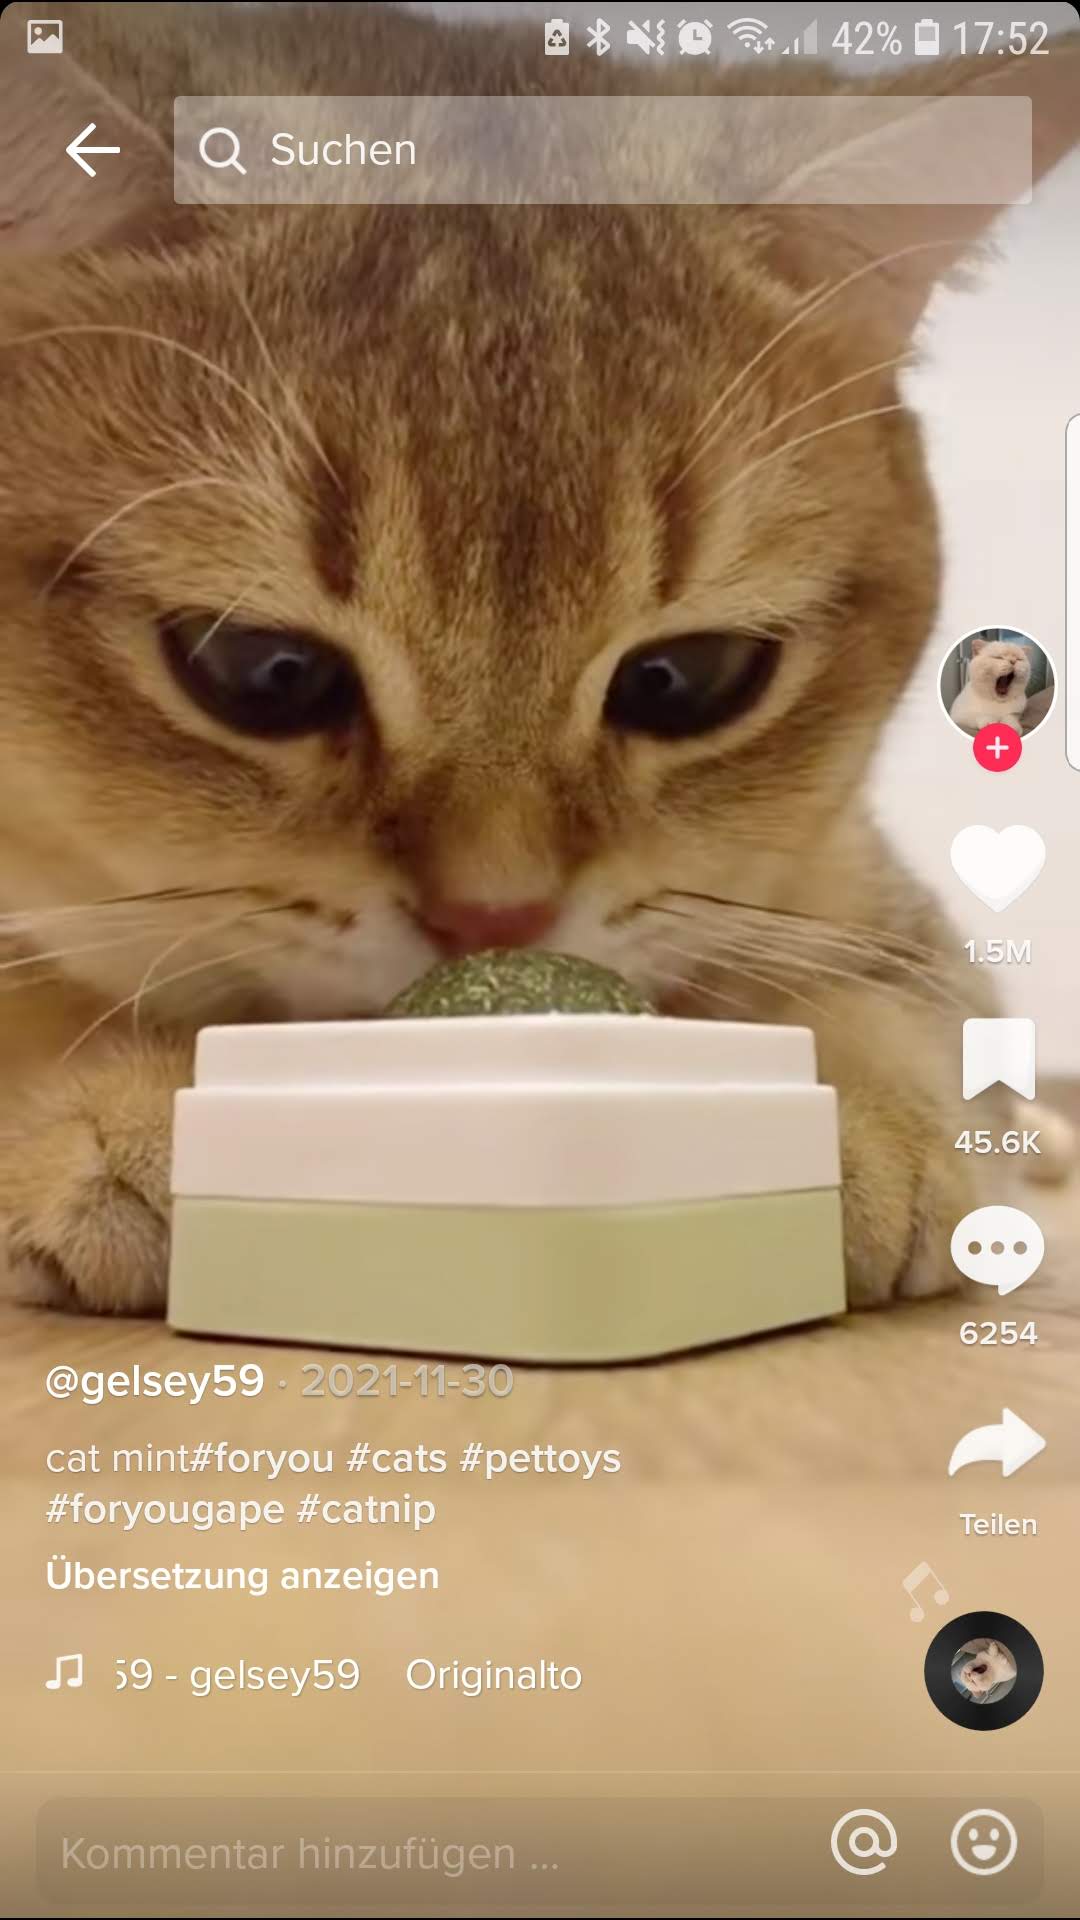 42% 17:52
Suchen
1.5M
45.6K
6254
@gelsey59 · 2021-11-30
cat mint#foryou #cats #pettoys
#foryougape #catnip
Teilen
Übersetzung anzeigen
59 - gelsey59 Originalto
Kommentar hinzufügen ...